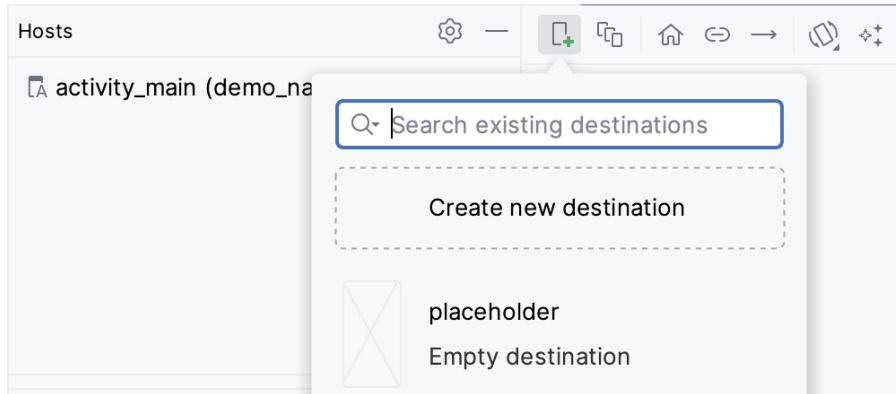 Hosts
activity_main (demo_na
Search existing destinations
Create new destination
placeholder
Empty destination